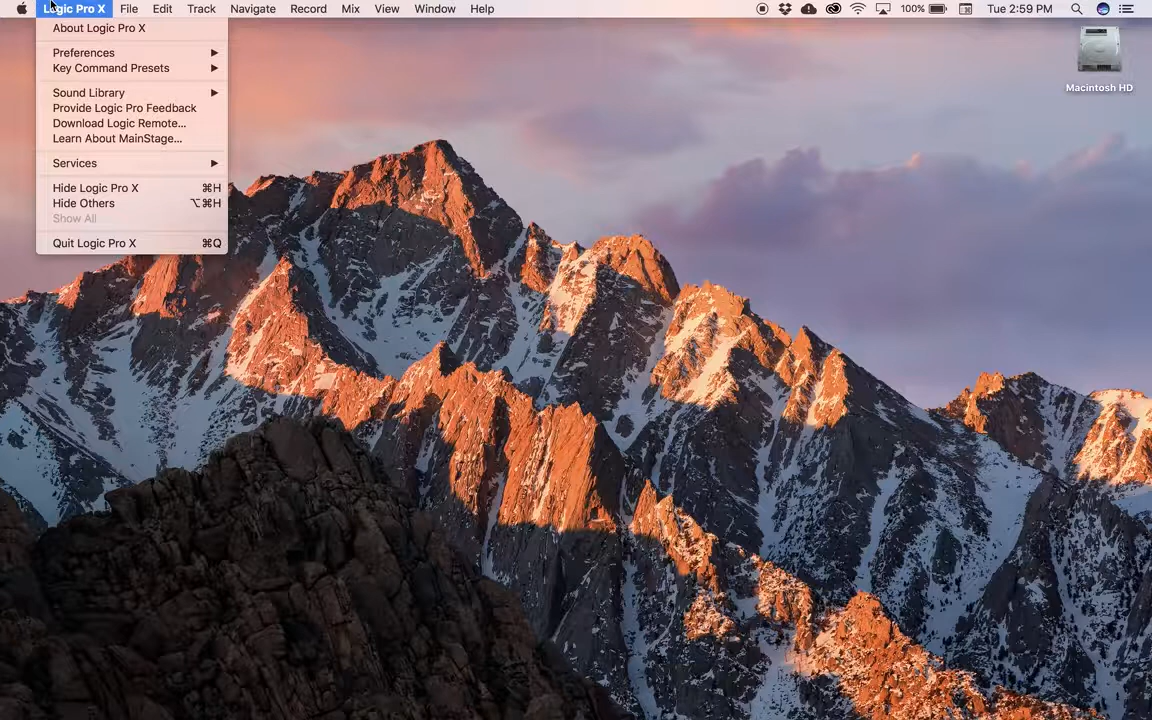 Logic Pro X File Edit Track Navigate Record Mix View Window Help 100% Tue 2:59 PM
About Logic Pro X
Preferences
Key Command Presets
Sound Library
Provide Logic Pro Feedback
Download Logic Remote...
Learn About MainStage...
Services
Hide Logic Pro X ⌘H
Hide Others ⌥⌘H
Show All
Quit Logic Pro X ⌘Q
Macintosh HD